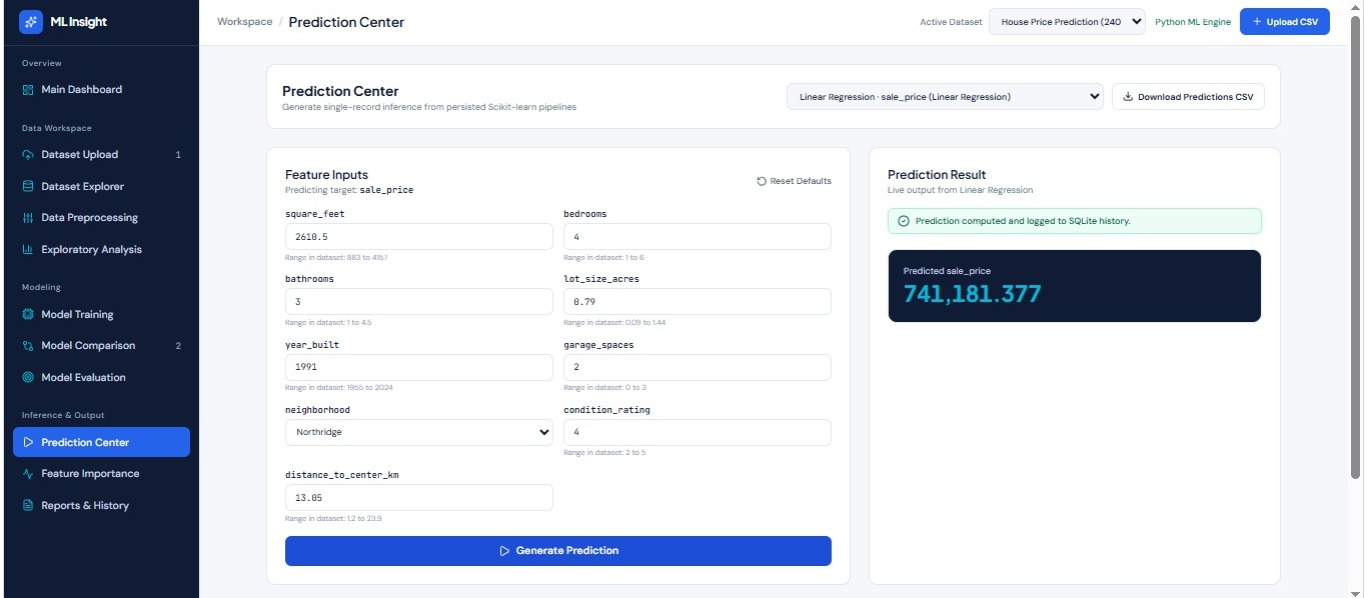 ML Insight
Overview
Main Dashboard
Data Workspace
Dataset Upload 1
Dataset Explorer
Data Preprocessing
Exploratory Analysis
Modeling
Model Training
Model Comparison 2
Model Evaluation
Inference & Output
Prediction Center
Feature Importance
Reports & History
Workspace / Prediction Center
Active Dataset House Price Prediction (240 Python ML Engine + Upload CSV
Prediction Center
Generate single-record inference from persisted Scikit-learn pipelines
Linear Regression · sale_price (Linear Regression) Download Predictions CSV
Feature Inputs
Predicting target: sale_price
Reset Defaults
square_feet bedrooms
2610.5 4
Range in dataset: 883 to 4157 Range in dataset: 1 to 6
bathrooms lot_size_acres
3 0.79
Range in dataset: 1 to 4.5 Range in dataset: 0.09 to 1.44
year_built garage_spaces
1991 2
Range in dataset: 1955 to 2024 Range in dataset: 0 to 3
neighborhood condition_rating
Northridge 4
Range in dataset: 2 to 5
distance_to_center_km
13.05
Range in dataset: 1.2 to 23.9
Generate Prediction
Prediction Result
Live output from Linear Regression
Prediction computed and logged to SQLite history.
Predicted sale_price
741,181.377